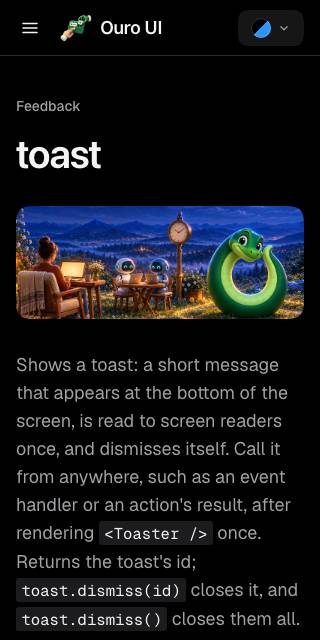 Ouro UI
Feedback
toast
Shows a toast: a short message
that appears at the bottom of the
screen, is read to screen readers
once, and dismisses itself. Call it
from anywhere, such as an event
handler or an action's result, after
rendering <Toaster /> once.
Returns the toast's id;
toast.dismiss(id) closes it, and
toast.dismiss() closes them all.